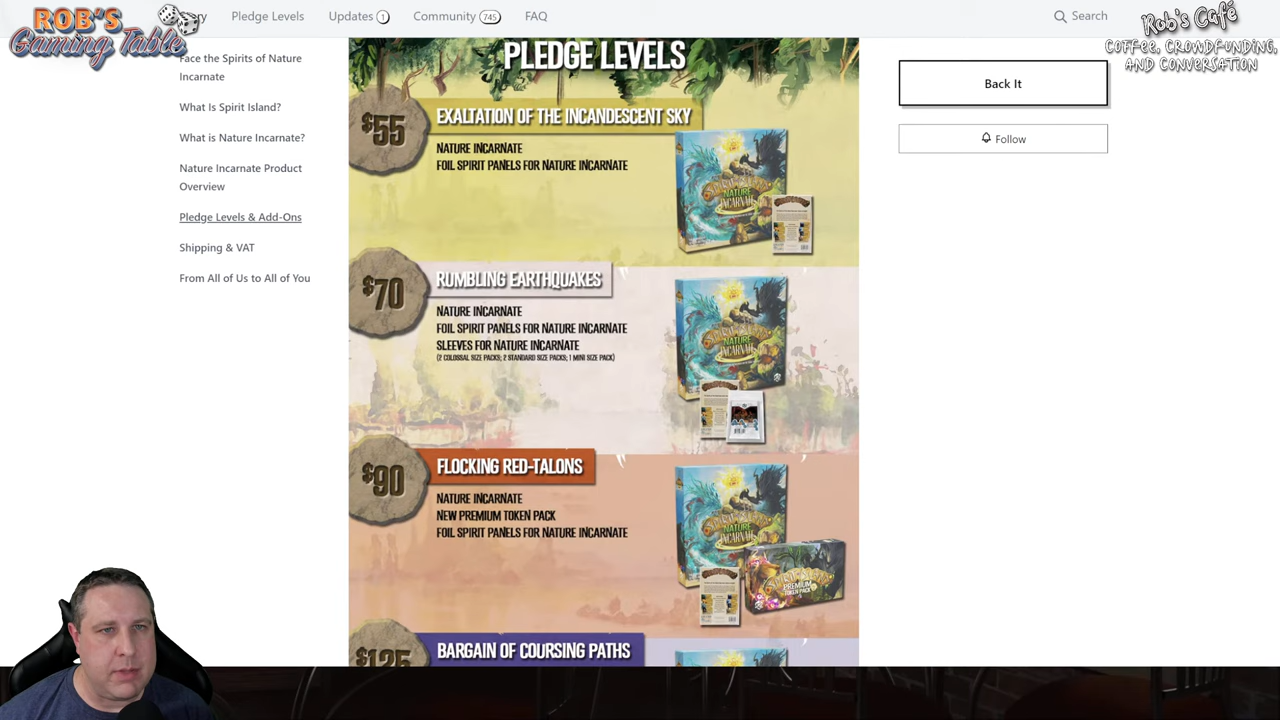 ROB'S
Gaming Table
Pledge Levels
Updates 1
Community 745
FAQ
Search
Rob's Café
COFFEE, CROWDFUNDING,
AND CONVERSATION
Face the Spirits of Nature
Incarnate
What Is Spirit Island?
What is Nature Incarnate?
Nature Incarnate Product
Overview
Pledge Levels & Add-Ons
Shipping & VAT
From All of Us to All of You
PLEDGE LEVELS
$55
EXALTATION OF THE INCANDESCENT SKY
NATURE INCARNATE
FOIL SPIRIT PANELS FOR NATURE INCARNATE
$70
RUMBLING EARTHQUAKES
NATURE INCARNATE
FOIL SPIRIT PANELS FOR NATURE INCARNATE
SLEEVES FOR NATURE INCARNATE
(2 COLOSSAL SIZE PACKS; 2 STANDARD SIZE PACKS; 1 MINI SIZE PACK)
$90
FLOCKING RED-TALONS
NATURE INCARNATE
NEW PREMIUM TOKEN PACK
FOIL SPIRIT PANELS FOR NATURE INCARNATE
PREMIUM
TOKEN PACK
$125
BARGAIN OF COURSING PATHS
Back It
Follow